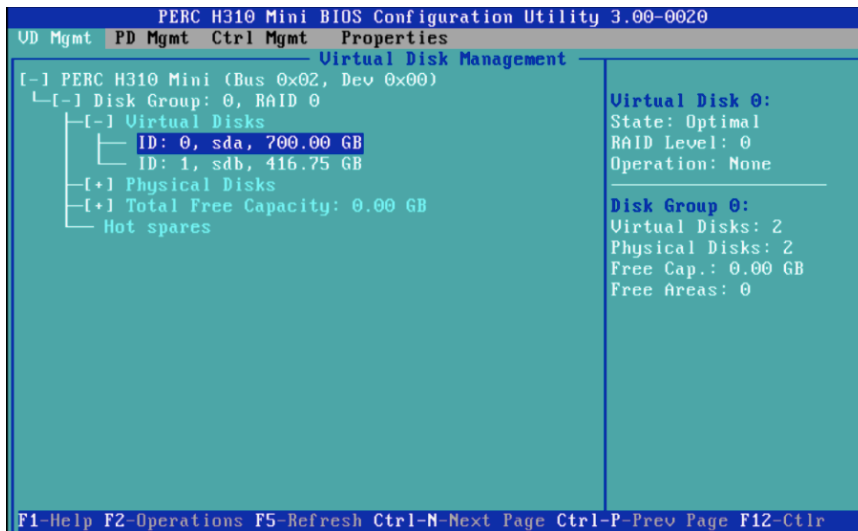 PERC H310 Mini BIOS Configuration Utility 3.00-0020
VD Mgmt PD Mgmt Ctrl Mgmt Properties
Virtual Disk Management
[-] PERC H310 Mini (Bus 0x02, Dev 0x00)
[-] Disk Group: 0, RAID 0
[-] Virtual Disks
ID: 0, sda, 700.00 GB
ID: 1, sdb, 416.75 GB
[+] Physical Disks
[+] Total Free Capacity: 0.00 GB
Hot spares
Virtual Disk 0:
State: Optimal
RAID Level: 0
Operation: None
Disk Group 0:
Virtual Disks: 2
Physical Disks: 2
Free Cap.: 0.00 GB
Free Areas: 0
F1-Help F2-Operations F5-Refresh Ctrl-N-Next Page Ctrl-P-Prev Page F12-Ctlr